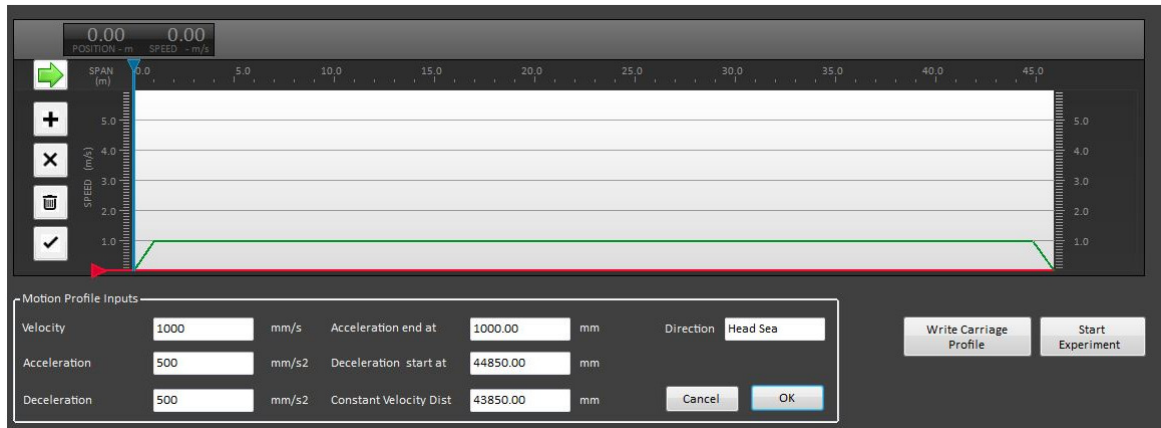 0.00 0.00
POSITION - m SPEED - m/s
SPAN (m) 0.0 5.0 10.0 15.0 20.0 25.0 30.0 35.0 40.0 45.0
SPEED (m/s)
5.0 5.0
4.0 4.0
3.0 3.0
2.0 2.0
1.0 1.0
Motion Profile Inputs
Velocity 1000 mm/s Acceleration end at 1000.00 mm Direction Head Sea
Write Carriage Profile Start Experiment
Acceleration 500 mm/s2 Deceleration start at 44850.00 mm
Deceleration 500 mm/s2 Constant Velocity Dist 43850.00 mm Cancel OK